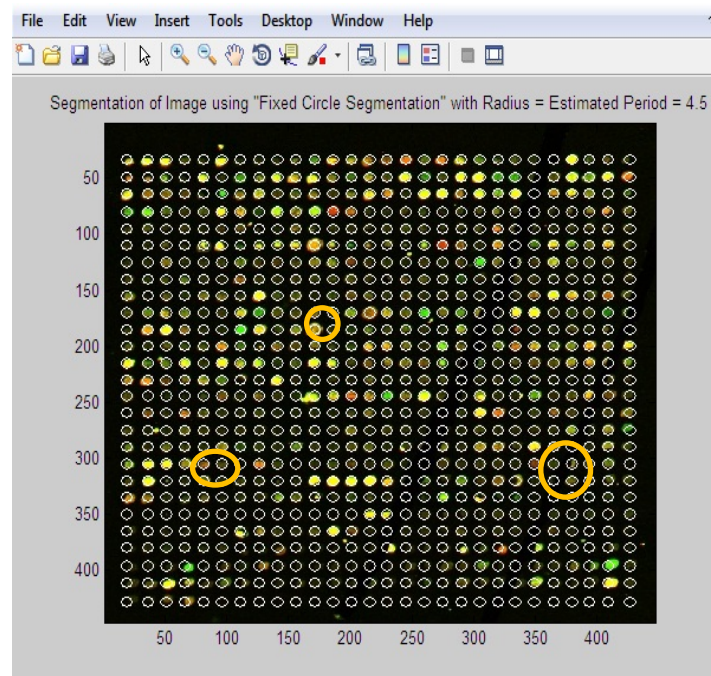 File Edit View Insert Tools Desktop Window Help
Segmentation of Image using "Fixed Circle Segmentation" with Radius = Estimated Period = 4.5
50
100
150
200
250
300
350
400
50 100 150 200 250 300 350 400